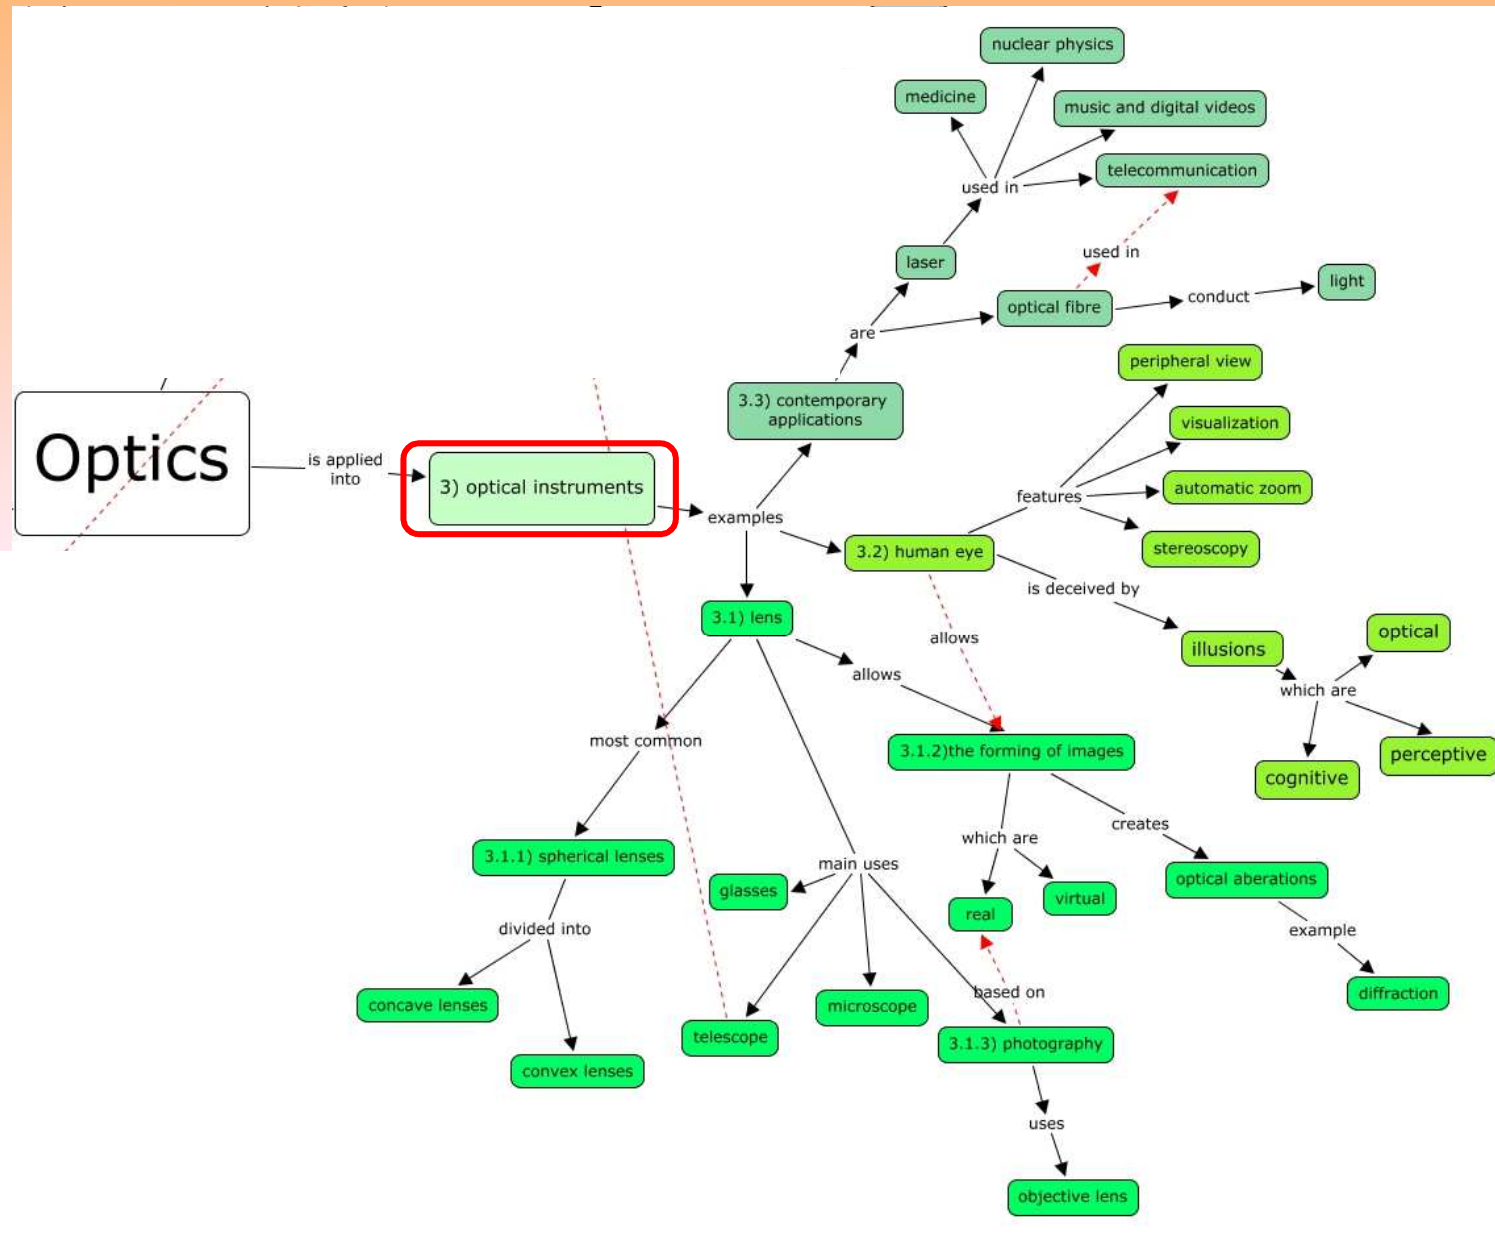 nuclear physics
medicine
music and digital videos
telecommunication
used in
used in
laser
light
optical fibre
conduct
are
peripheral view
3.3) contemporary
applications
visualization
Optics
is applied
into
3) optical instruments
automatic zoom
features
examples
stereoscopy
3.2) human eye
is deceived by
3.1) lens
allows
illusions
optical
allows
which are
most common
3.1.2)the forming of images
perceptive
cognitive
creates
which are
3.1.1) spherical lenses
main uses
optical aberations
glasses
virtual
real
divided into
example
based on
diffraction
concave lenses
microscope
telescope
3.1.3) photography
convex lenses
uses
objective lens